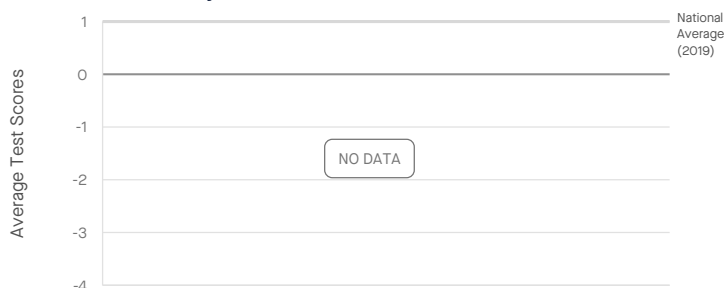 1
National
Average
(2019)
0
-1
NO DATA
-2
-3
-4
Average Test Scores